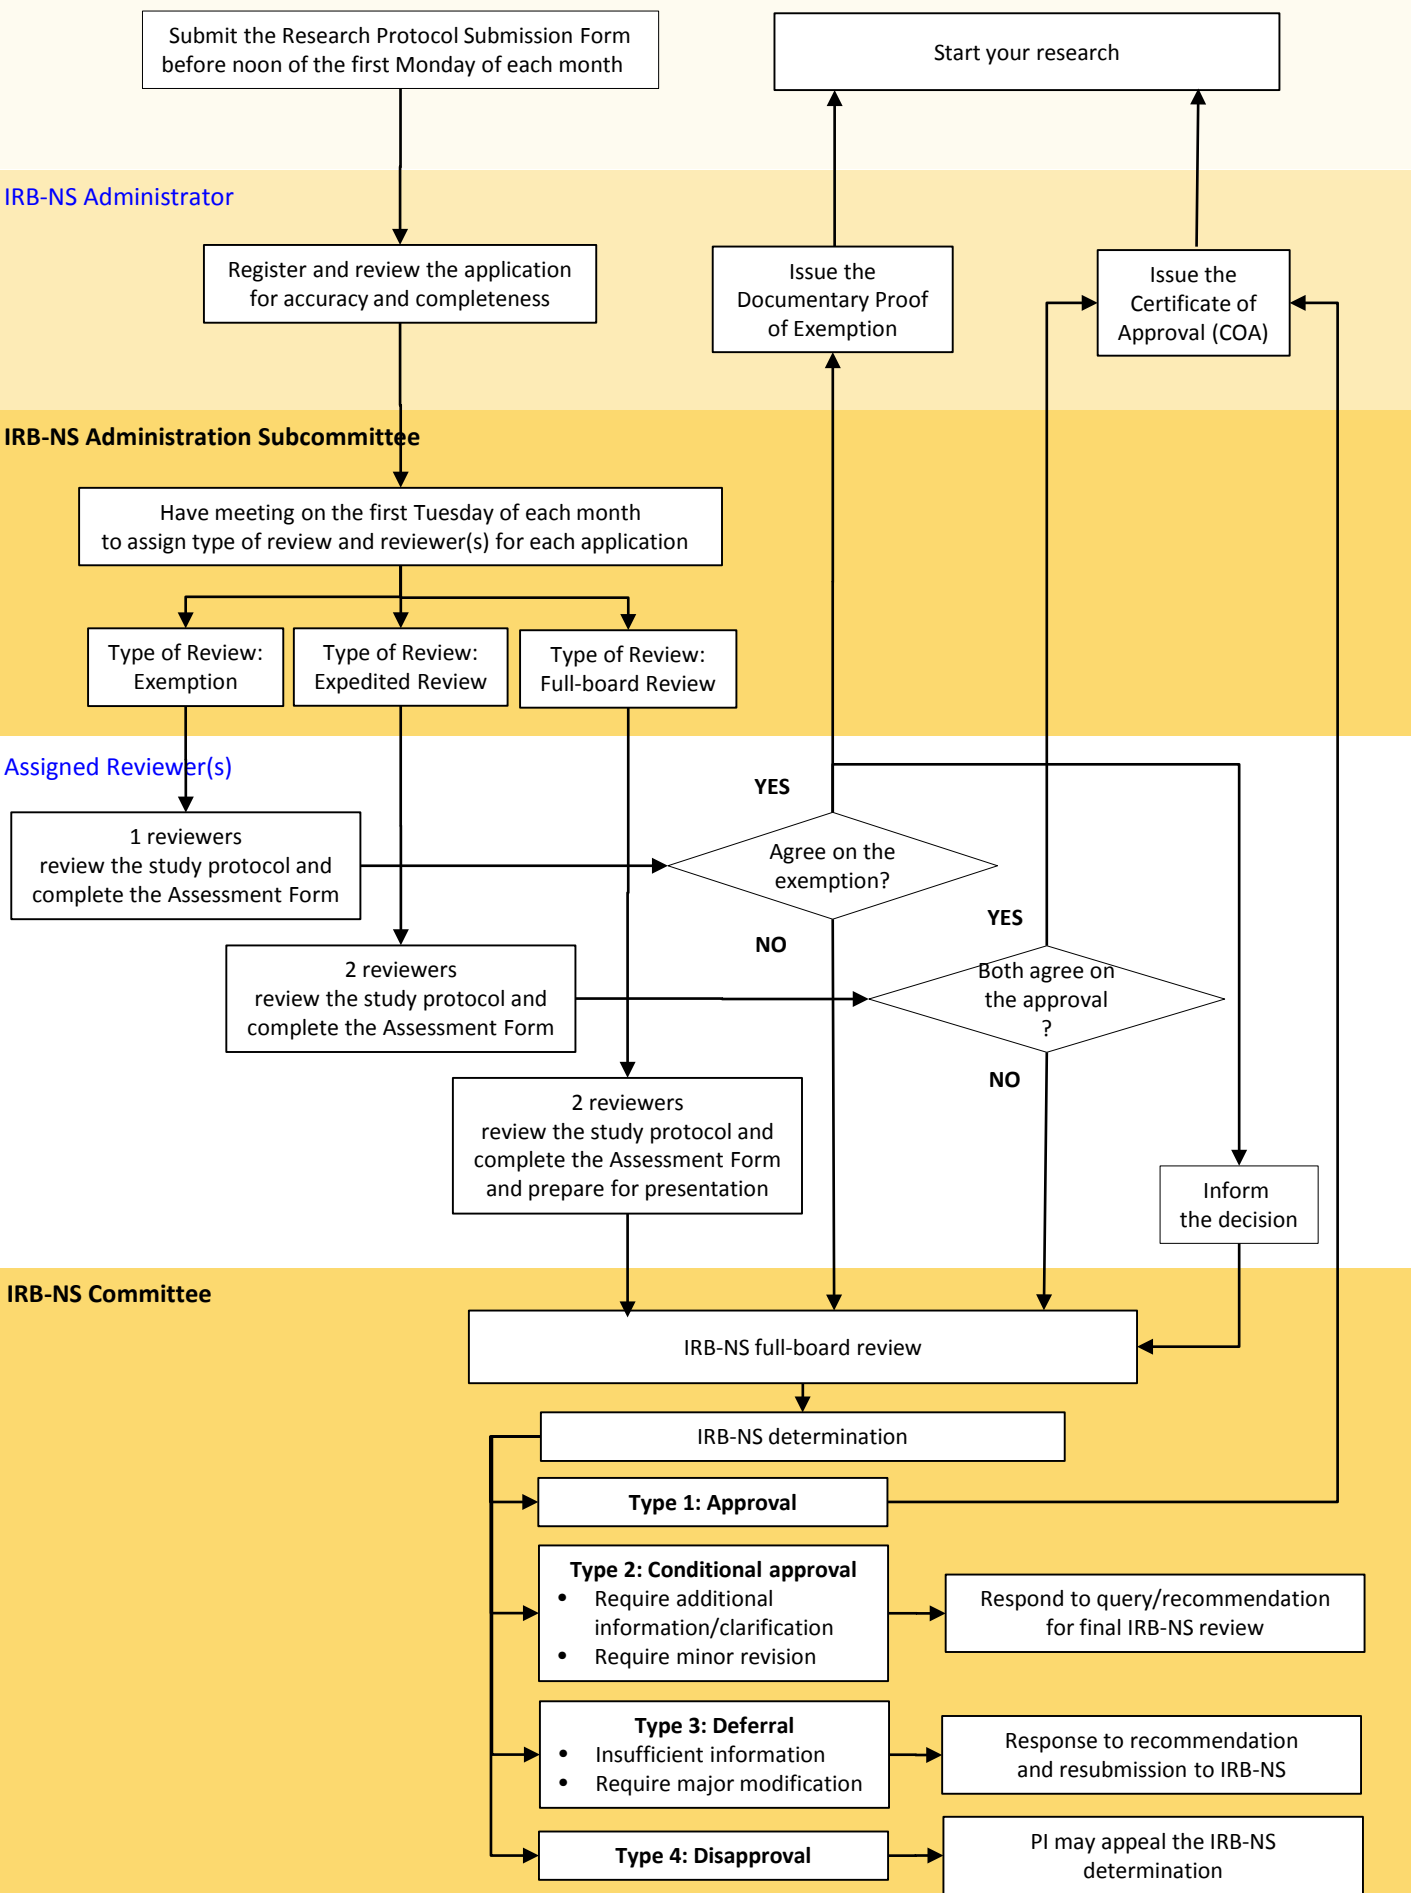 Submit the Research Protocol Submission Form
before noon of the first Monday of each month
Start your research
IRB-NS Administrator
Register and review the application
for accuracy and completeness
Issue the
Documentary Proof
of Exemption
Issue the
Certificate of
Approval (COA)
IRB-NS Administration Subcommittee
Have meeting on the first Tuesday of each month
to assign type of review and reviewer(s) for each application
Type of Review:
Exemption
Type of Review:
Expedited Review
Type of Review:
Full-board Review
Assigned Reviewer(s)
YES
1 reviewers
review the study protocol and
complete the Assessment Form
Agree on the
exemption?
NO
YES
2 reviewers
review the study protocol and
complete the Assessment Form
Both agree on
the approval
?
NO
2 reviewers
review the study protocol and
complete the Assessment Form
and prepare for presentation
Inform
the decision
IRB-NS Committee
IRB-NS full-board review
IRB-NS determination
Type 1: Approval
Type 2: Conditional approval
• Require additional
information/clarification
• Require minor revision
Respond to query/recommendation
for final IRB-NS review
Type 3: Deferral
• Insufficient information
• Require major modification
Response to recommendation
and resubmission to IRB-NS
Type 4: Disapproval
PI may appeal the IRB-NS
determination